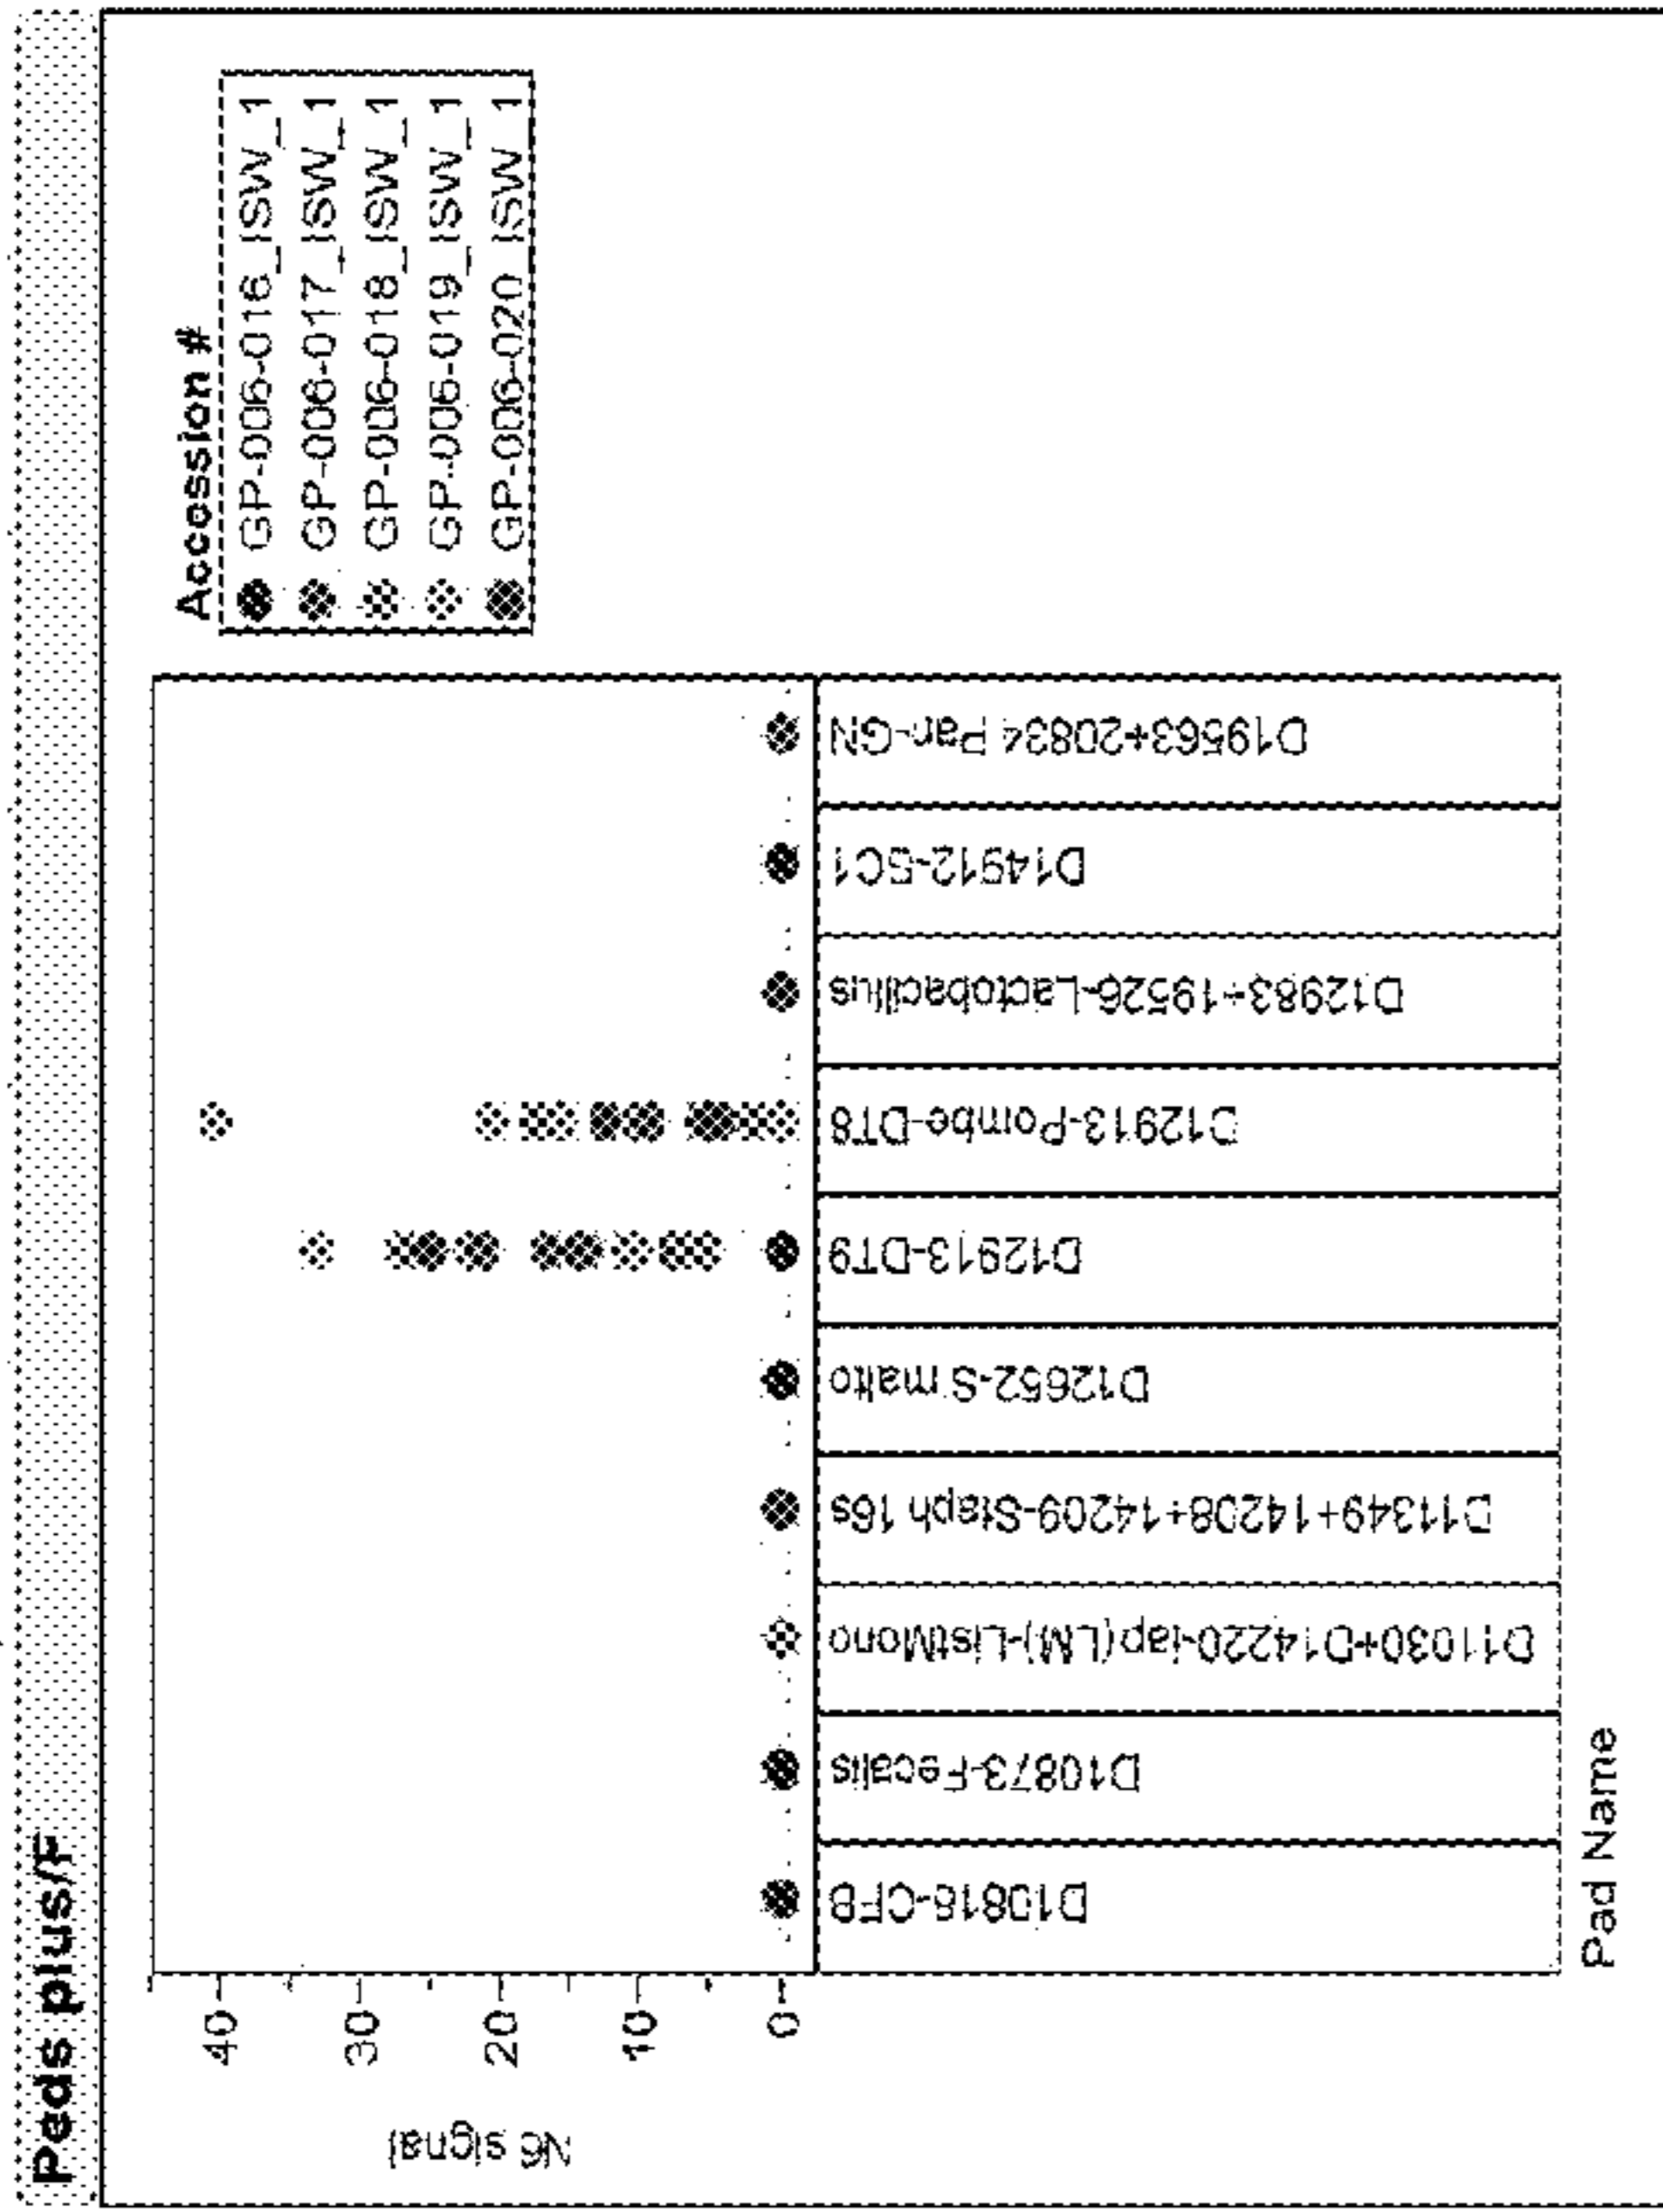 Peds plus/F
N6 signal
40
30
20
10
0
D10818-CFB
D10873-Fecalis
D11030+D14220-iap(LM)-ListMono
D11349+14208+14209-Staph 16s
D12652-S malto
D12913-DT9
D12913-Pombe-DT8
D12983+19526-Lactobacillus
D14912-SC1
D19563+20834 Pan-GN
Pad Name
Accession #
GP-006-016_ISW_1
GP-006-017_ISW_1
GP-006-018_ISW_1
GP-006-019_ISW_1
GP-006-020_ISW_1